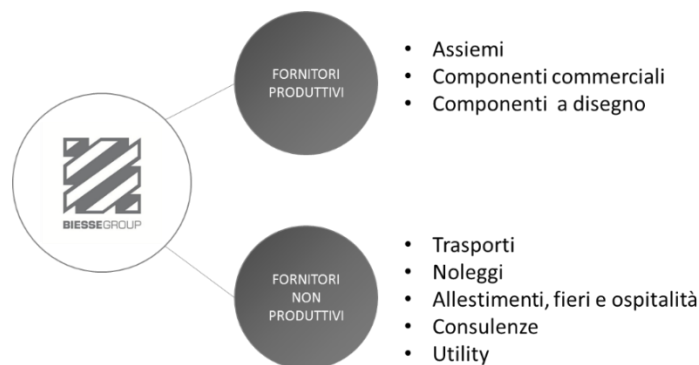 FORNITORI
PRODUTTIVI
• Assiemi
• Componenti commerciali
• Componenti a disegno
BIESSEGROUP
FORNITORI
NON
PRODUTTIVI
• Trasporti
• Noleggi
• Allestimenti, fieri e ospitalità
• Consulenze
• Utility